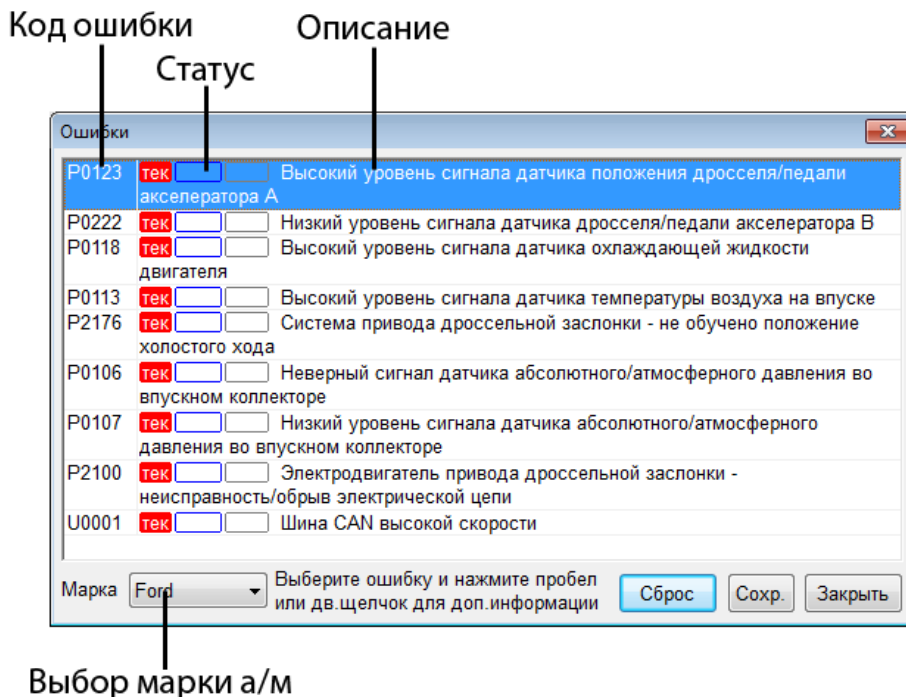 Код ошибки
Описание
Статус
Ошибки
P0123 тек Высокий уровень сигнала датчика положения дросселя/педали
акселератора А
P0222 тек Низкий уровень сигнала датчика дросселя/педали акселератора В
P0118 тек Высокий уровень сигнала датчика охлаждающей жидкости
двигателя
P0113 тек Высокий уровень сигнала датчика температуры воздуха на впуске
P2176 тек Система привода дроссельной заслонки - не обучено положение
холостого хода
P0106 тек Неверный сигнал датчика абсолютного/атмосферного давления во
впускном коллекторе
P0107 тек Низкий уровень сигнала датчика абсолютного/атмосферного
давления во впускном коллекторе
P2100 тек Электродвигатель привода дроссельной заслонки -
неисправность/обрыв электрической цепи
U0001 тек Шина CAN высокой скорости
Марка Ford Выберите ошибку и нажмите пробел
или дв.щелчок для доп.информации Сброс Сохр. Закрыть
Выбор марки а/м